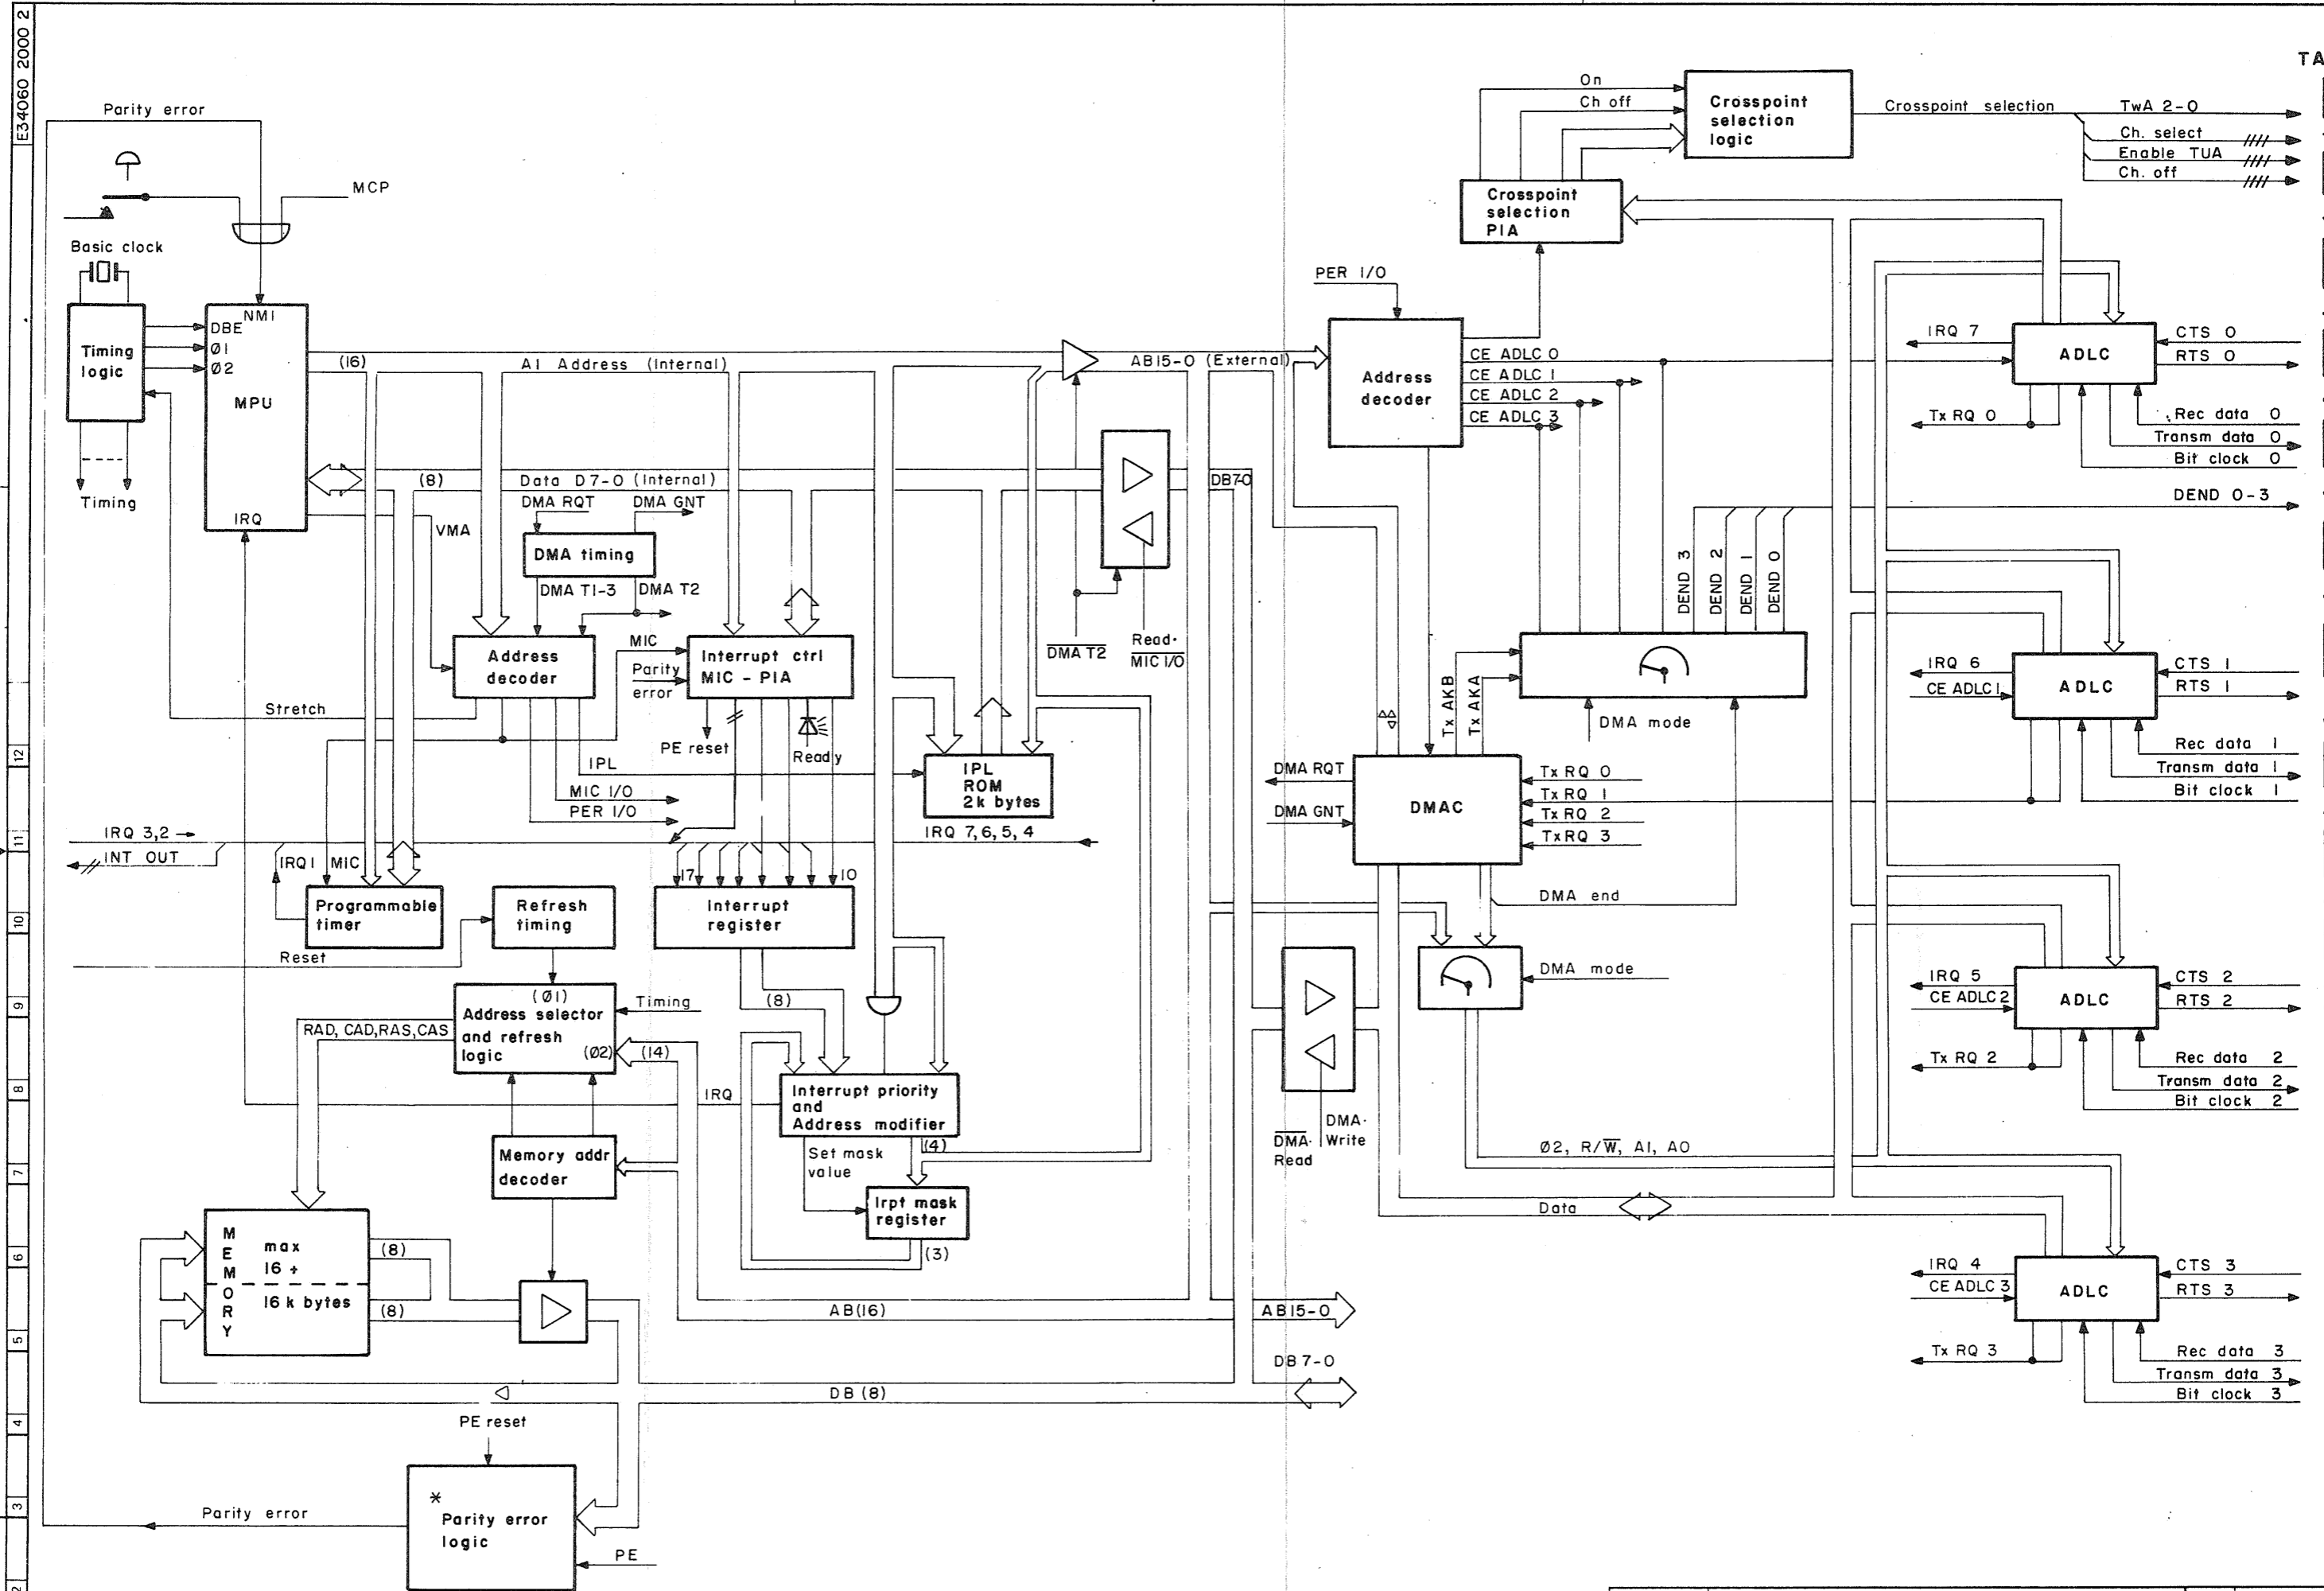 E34060 2000 2
TA
Parity error
MCP
Basic clock
Timing logic
NMI
DBE
Ø1
Ø2
MPU
IRQ
Timing
(16)
A1 Address (Internal)
AB15-0 (External)
(8)
Data D7-0 (Internal)
DB7-0
VMA
DMA RQT
DMA GNT
DMA timing
DMA T1-3
DMA T2
Address
decoder
MIC
Parity
error
Interrupt ctrl
MIC - PIA
DMA T2
Read·
MIC I/O
Stretch
PE reset
Ready
IPL
MIC I/O
PER I/O
IPL
ROM
2k bytes
IRQ 3,2
INT OUT
IRQ1
MIC
IRQ 7, 6, 5, 4
17
10
Programmable
timer
Refresh
timing
Interrupt
register
Reset
(Ø1)
Address selector
and refresh
logic
(Ø2)
Timing
(14)
(8)
RAD, CAD, RAS, CAS
IRQ
Interrupt priority
and
Address modifier
(4)
Set mask
value
Irpt mask
register
(3)
Memory addr
decoder
MEMORY
max
16 +
16 k bytes
(8)
(8)
AB(16)
AB15-0
DB 7-0
DB (8)
PE reset
*
Parity error
logic
Parity error
PE
On
Ch off
Crosspoint
selection
logic
Crosspoint selection
TwA 2-0
Ch. select
Enable TUA
Ch. off
Crosspoint
selection
PIA
PER I/O
Address
decoder
CE ADLC 0
CE ADLC 1
CE ADLC 2
CE ADLC 3
DEND 3
DEND 2
DEND 1
DEND 0
DEND 0-3
Tx AKB
Tx AKA
DMA mode
DMA RQT
DMA GNT
DMAC
Tx RQ 0
Tx RQ 1
Tx RQ 2
Tx RQ 3
DMA end
DMA mode
DMA·
Read
DMA·
Write
Ø2, R/W, A1, A0
Data
IRQ 7
ADLC
CTS 0
RTS 0
Tx RQ 0
Rec data 0
Transm data 0
Bit clock 0
IRQ 6
CE ADLC 1
ADLC
CTS 1
RTS 1
Rec data 1
Transm data 1
Bit clock 1
IRQ 5
CE ADLC 2
ADLC
CTS 2
RTS 2
Tx RQ 2
Rec data 2
Transm data 2
Bit clock 2
IRQ 4
CE ADLC 3
ADLC
CTS 3
RTS 3
Tx RQ 3
Rec data 3
Transm data 3
Bit clock 3
12
11
10
9
8
7
6
5
4
3
2